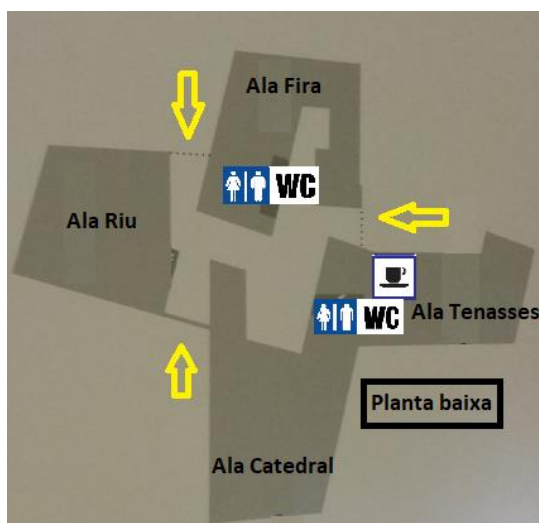 Ala Fira
WC
Ala Riu
WC
Ala Tenasses
Planta baixa
Ala Catedral